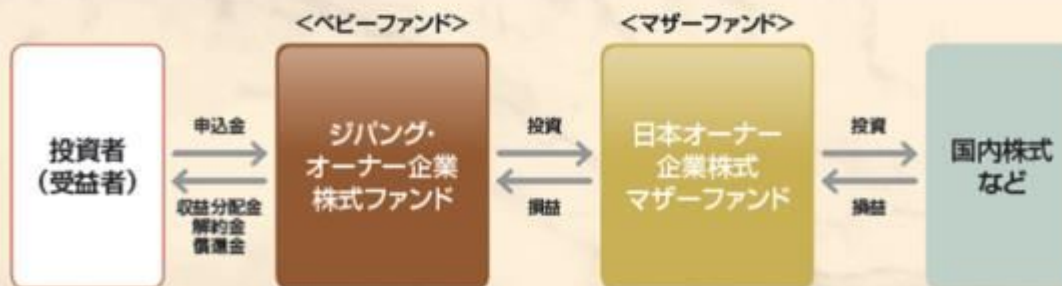 <ベビーファンド>
<マザーファンド>
投資者
(受益者)
申込金
収益分配金
解約金
償還金
ジパング・
オーナー企業
株式ファンド
投資
損益
日本オーナー
企業株式
マザーファンド
投資
損益
国内株式
など